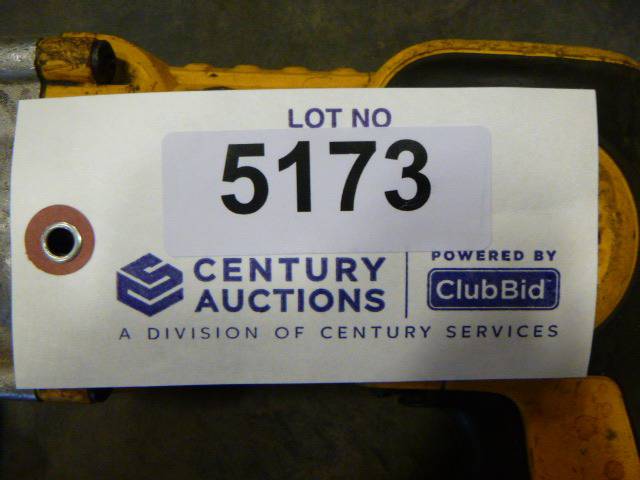 LOT NO
5173
CENTURY
AUCTIONS
A DIVISION OF CENTURY SERVICES
POWERED BY
ClubBid